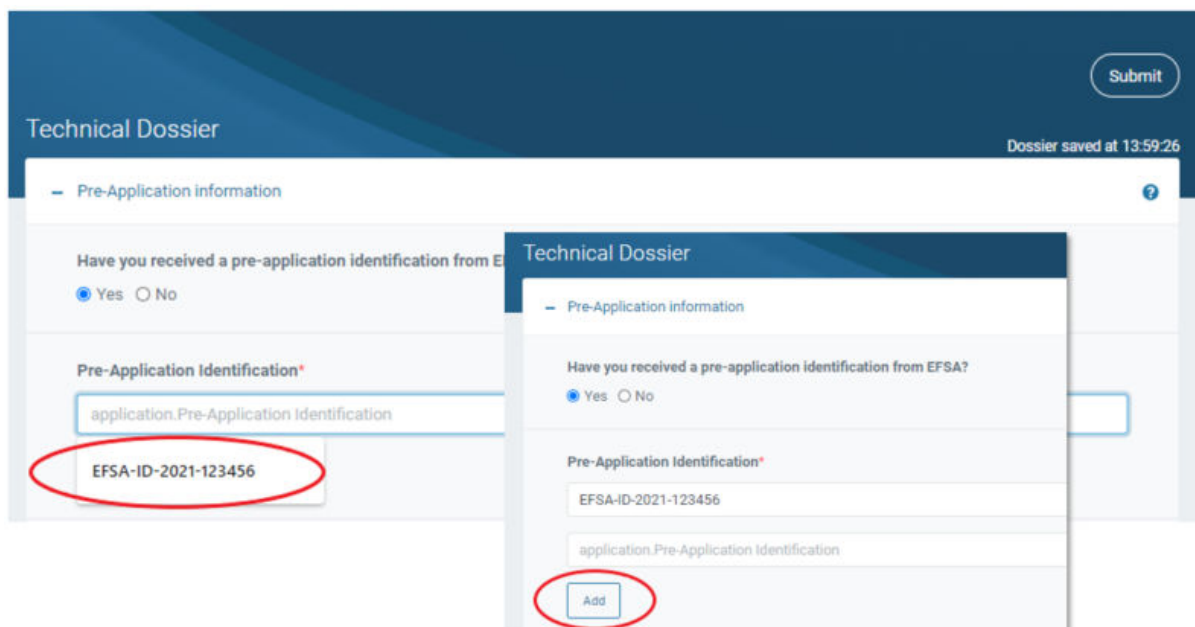 Submit
Technical Dossier
Dossier saved at 13:59:26
Pre-Application information
Have you received a pre-application identification from
Yes No
Pre-Application Identification*
application.Pre-Application Identification
EFSA-ID-2021-123456
Technical Dossier
Pre-Application information
Have you received a pre-application identification from EFSA?
Yes No
Pre-Application Identification*
EFSA-ID-2021-123456
application.Pre-Application Identification
Add